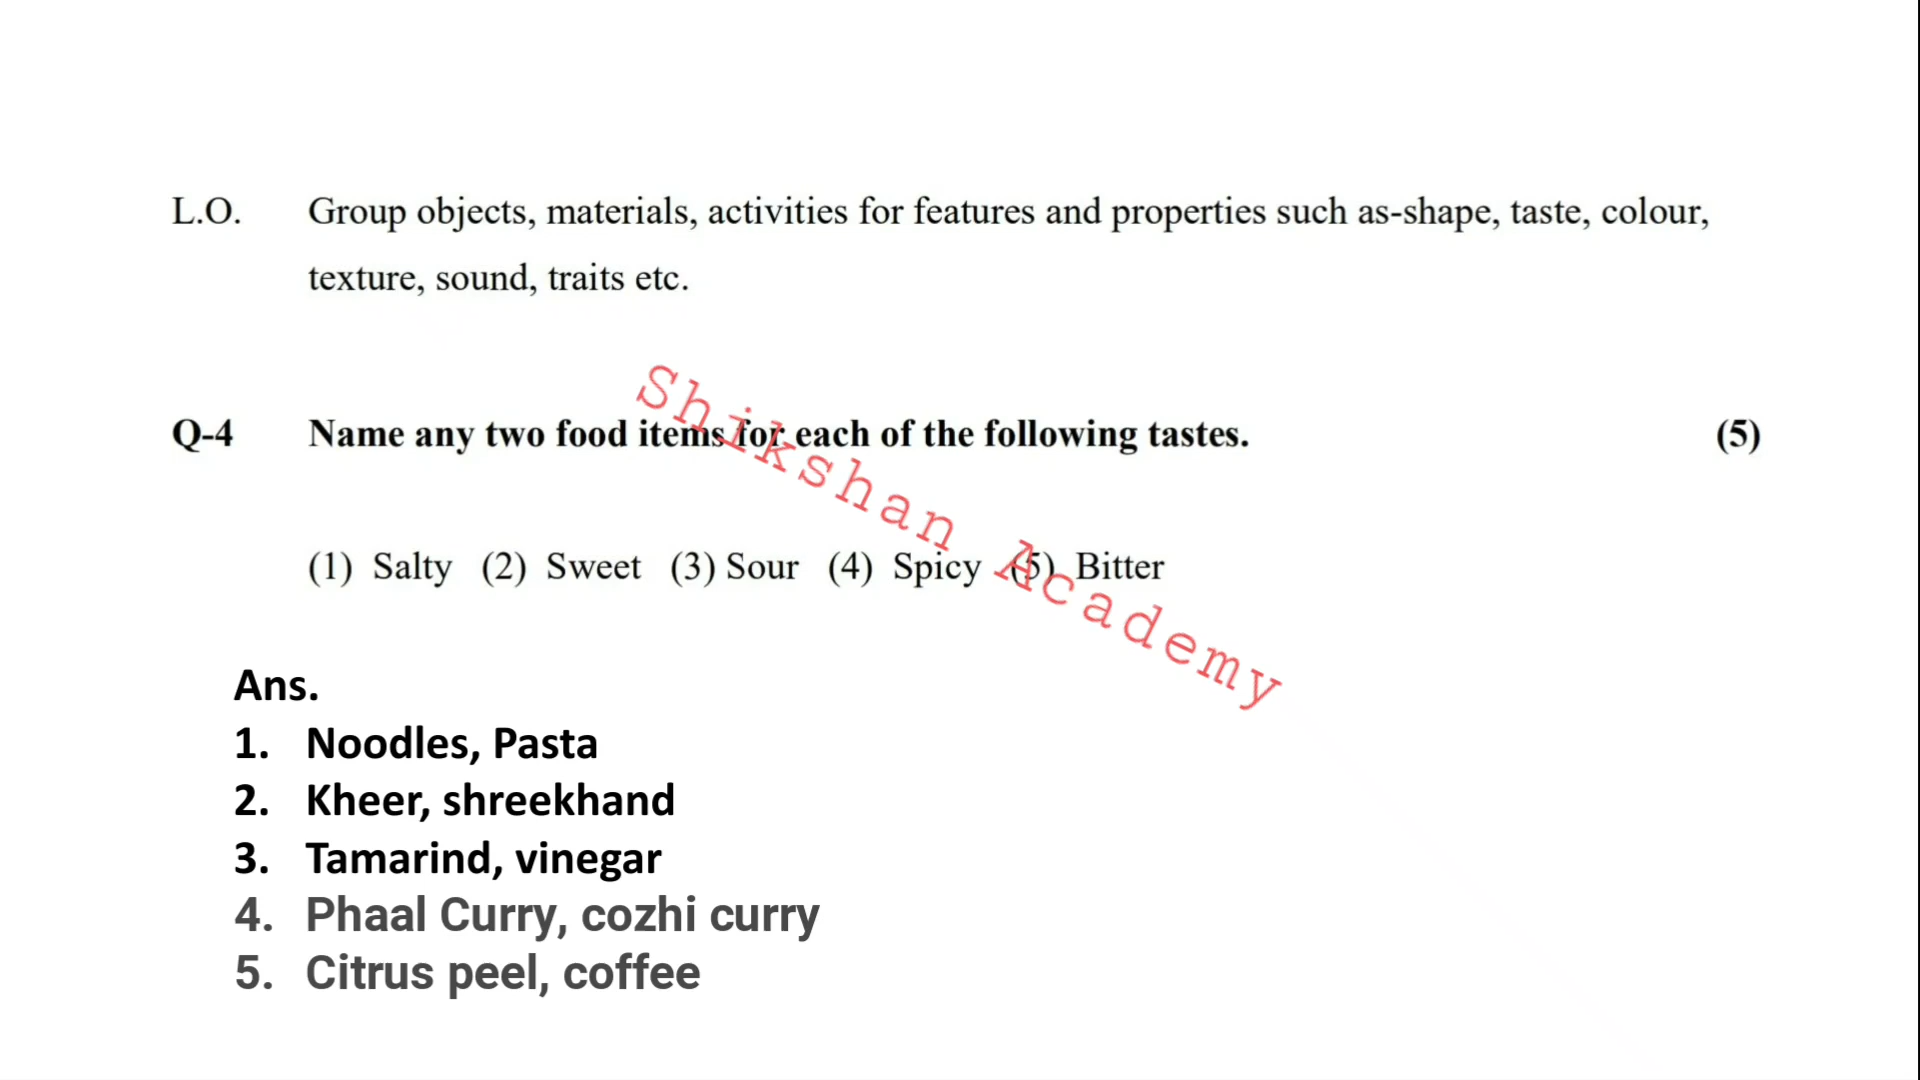 L.O. Group objects, materials, activities for features and properties such as-shape, taste, colour,
texture, sound, traits etc.
Q-4 Name any two food items for each of the following tastes. (5)
(1) Salty (2) Sweet (3) Sour (4) Spicy (5) Bitter
Shikshan Academy
Ans.
1. Noodles, Pasta
2. Kheer, shreekhand
3. Tamarind, vinegar
4. Phaal Curry, cozhi curry
5. Citrus peel, coffee